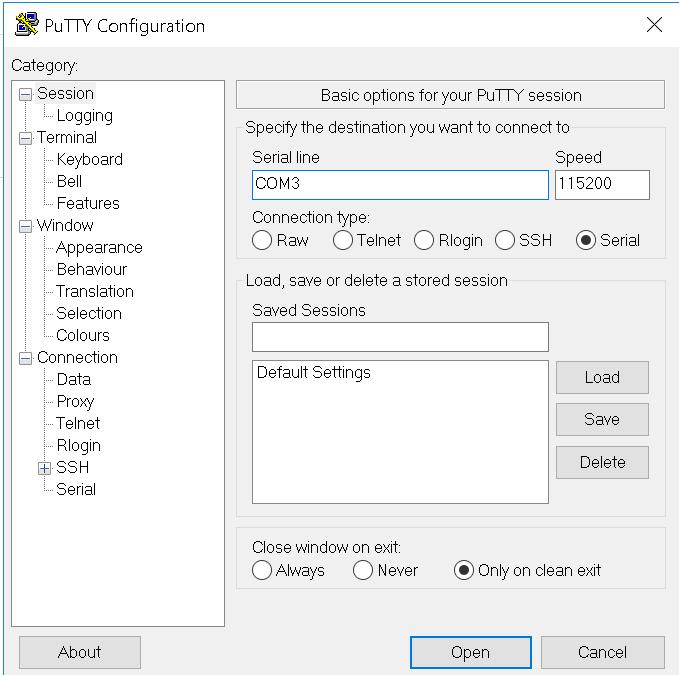 PuTTY Configuration
Category:
Session
Logging
Terminal
Keyboard
Bell
Features
Window
Appearance
Behaviour
Translation
Selection
Colours
Connection
Data
Proxy
Telnet
Rlogin
SSH
Serial
Basic options for your PuTTY session
Specify the destination you want to connect to
Serial line Speed
COM3 115200
Connection type:
Raw Telnet Rlogin SSH Serial
Load, save or delete a stored session
Saved Sessions
Default Settings
Load
Save
Delete
Close window on exit:
Always Never Only on clean exit
About Open Cancel